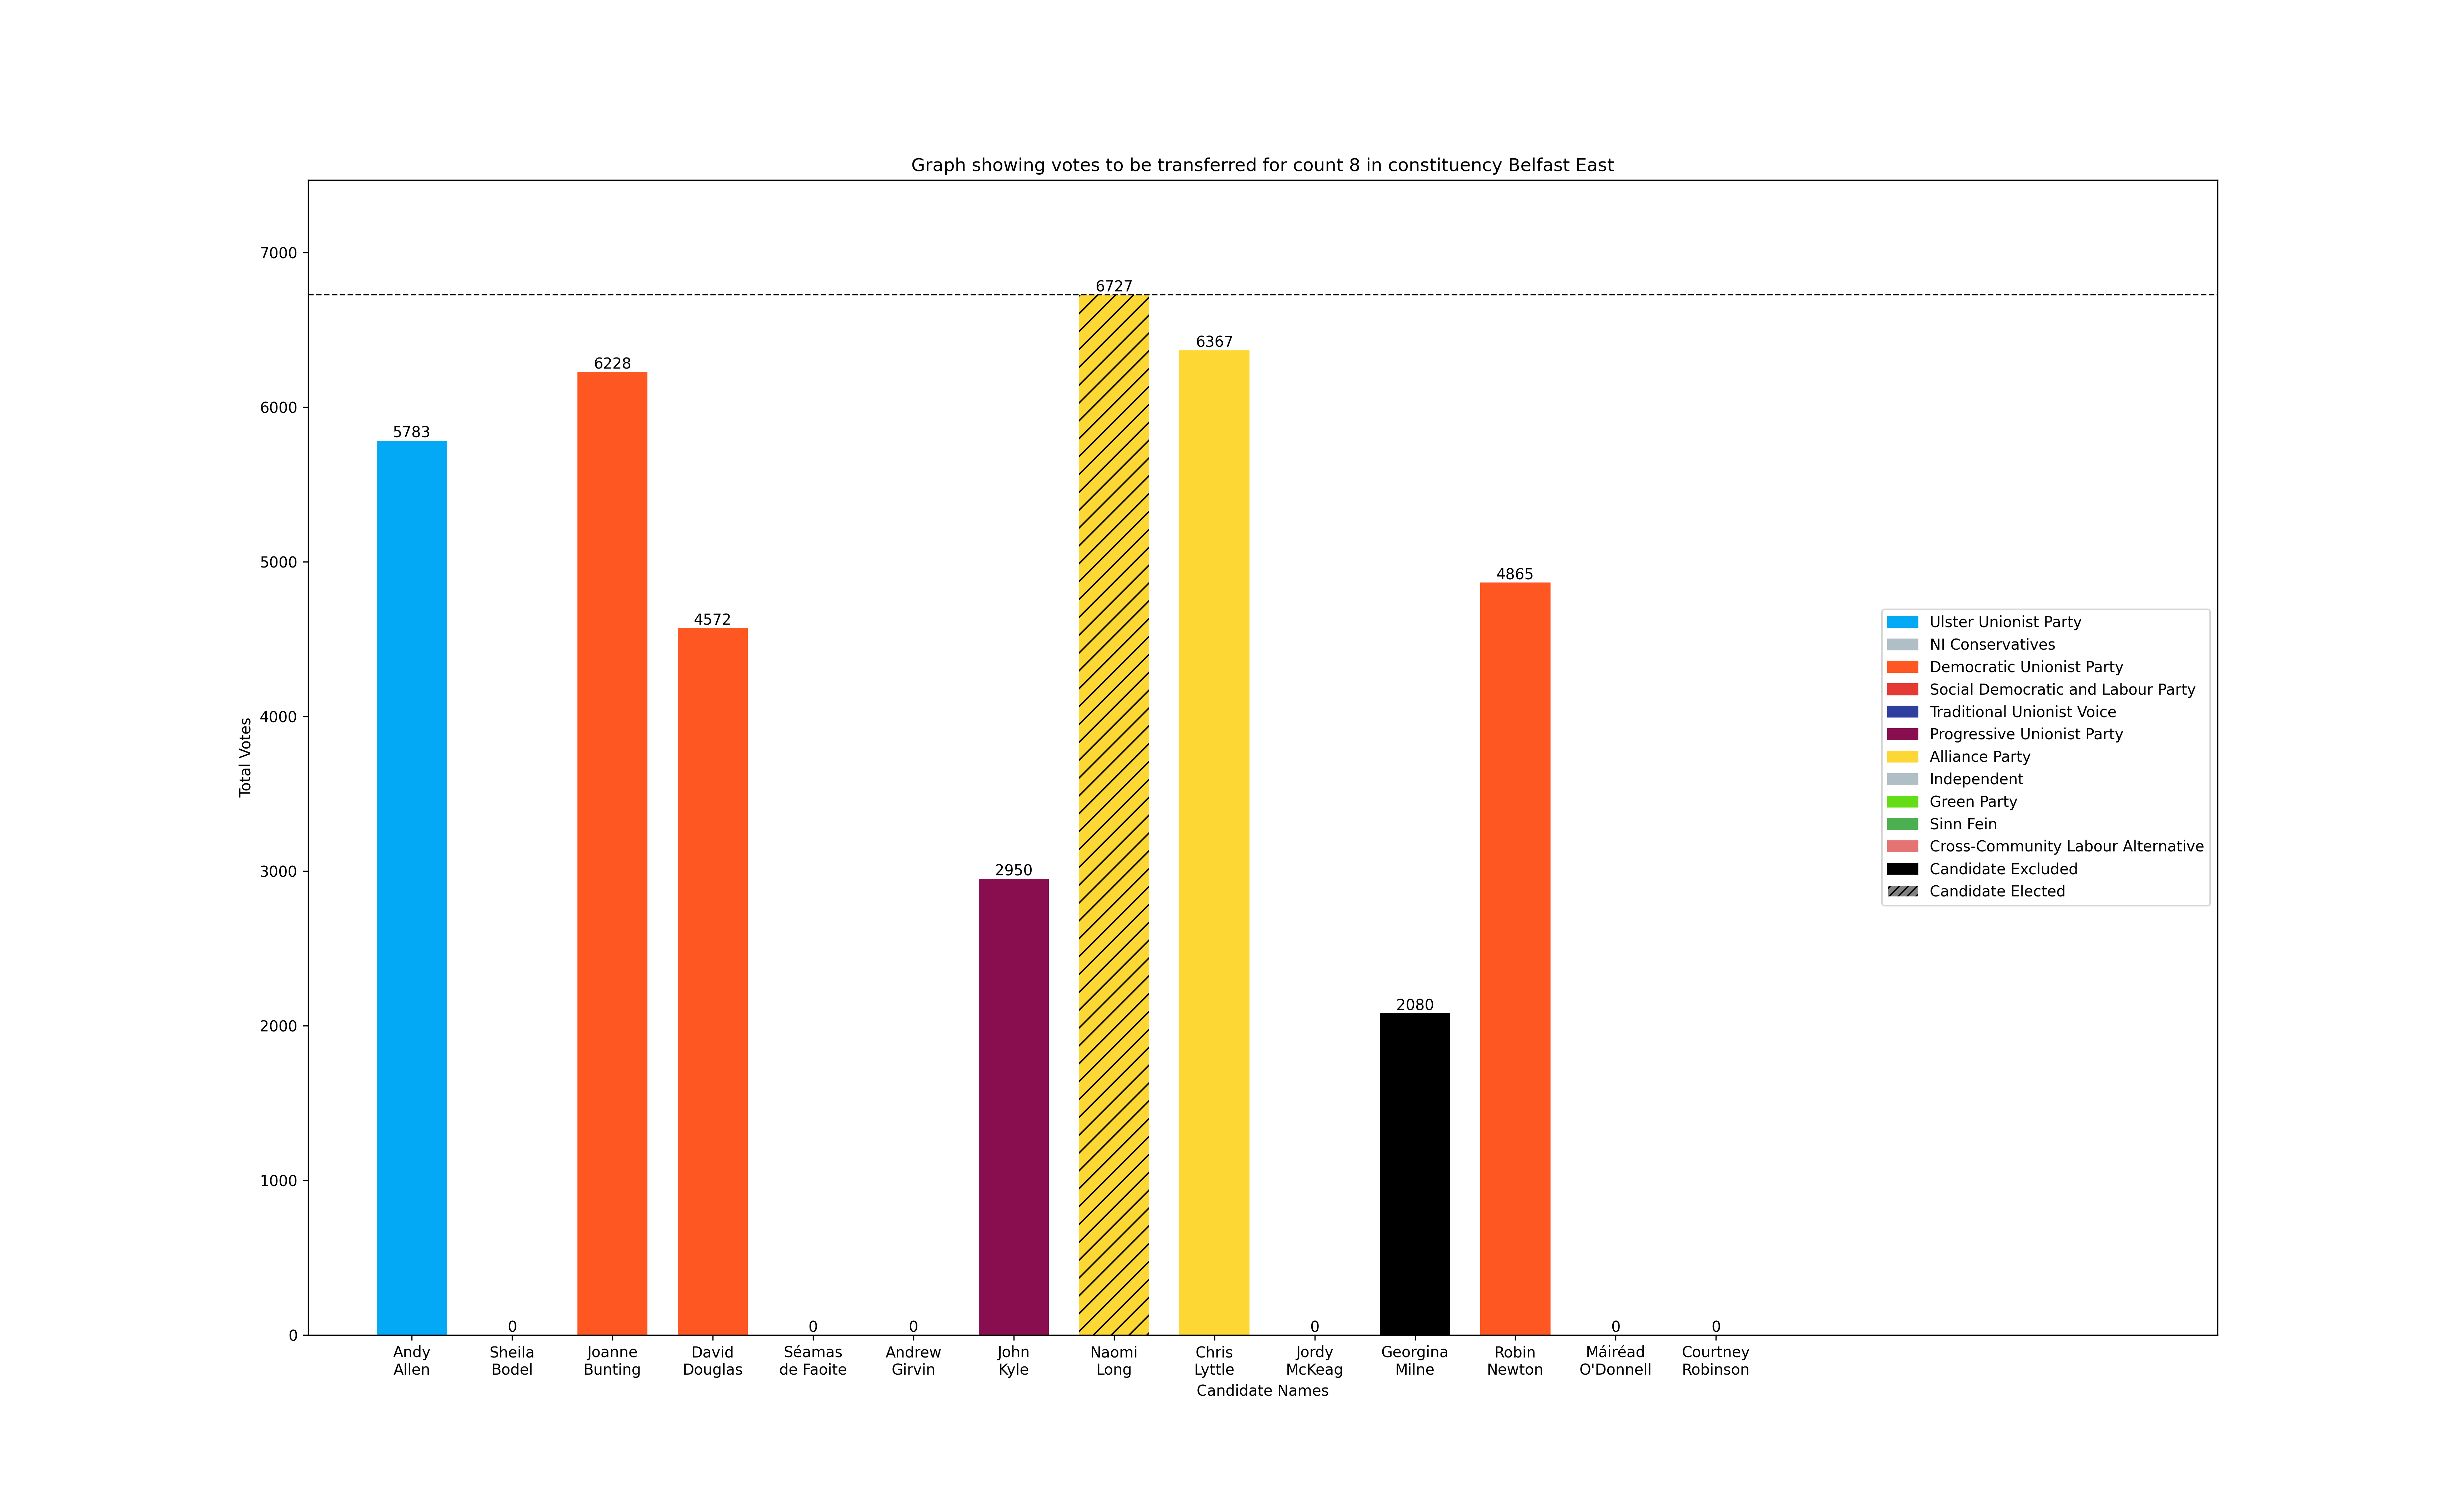 Graph showing votes to be transferred for count 8 in constituency Belfast East
7000
6000
5000
4000
3000
2000
1000
0
Total Votes
5783
0
6228
4572
0
0
2950
6727
6367
0
2080
4865
0
0
Ulster Unionist Party
NI Conservatives
Democratic Unionist Party
Social Democratic and Labour Party
Traditional Unionist Voice
Progressive Unionist Party
Alliance Party
Independent
Green Party
Sinn Fein
Cross-Community Labour Alternative
Candidate Excluded
Candidate Elected
Andy
Allen
Sheila
Bodel
Joanne
Bunting
David
Douglas
Séamas
de Faoite
Andrew
Girvin
John
Kyle
Naomi
Long
Chris
Lyttle
Jordy
McKeag
Georgina
Milne
Robin
Newton
Máiréad
O'Donnell
Courtney
Robinson
Candidate Names